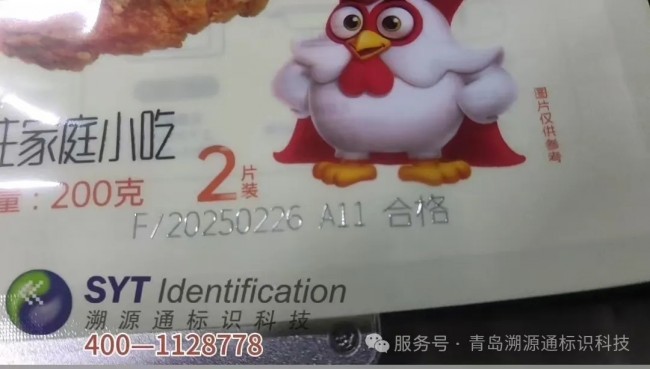 家庭小吃
量：200克
2片装
图片仅供参考
F/20250226 A11 合格
SYT Identification
溯源通标识科技
400—1128778
服务号 · 青岛溯源通标识科技